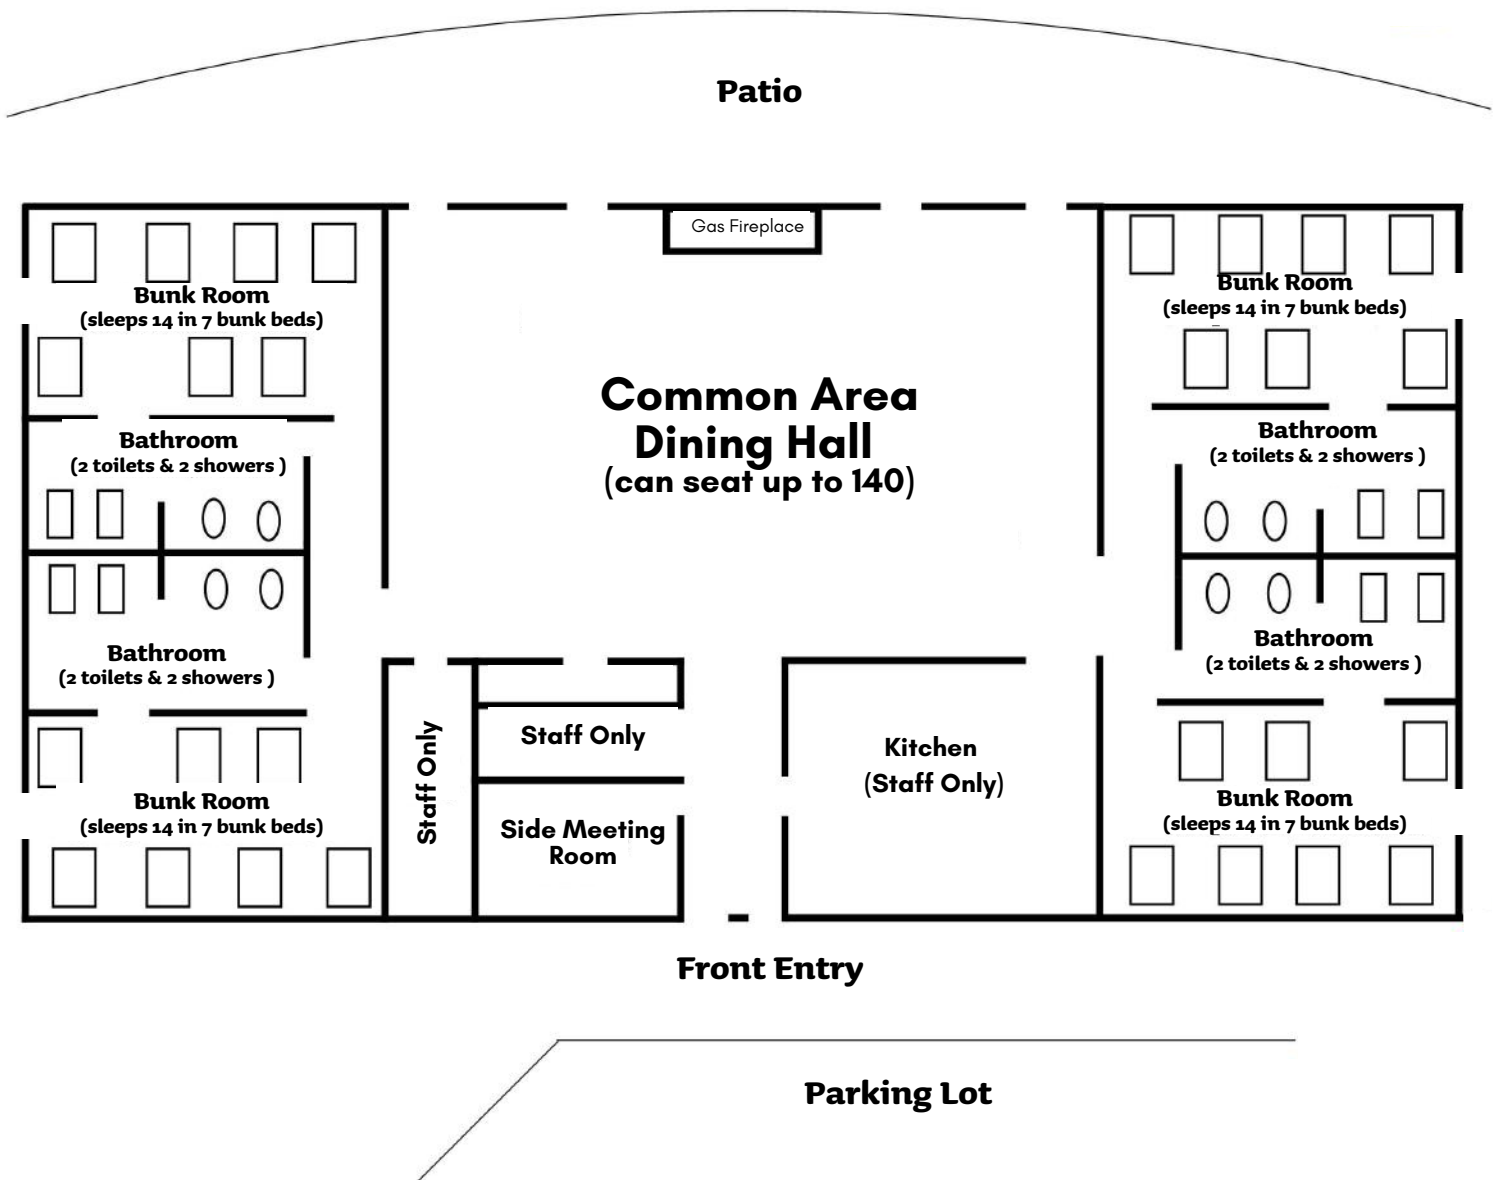 Patio
Gas Fireplace
Bunk Room
(sleeps 14 in 7 bunk beds)
Bunk Room
(sleeps 14 in 7 bunk beds)
Common Area
Dining Hall
(can seat up to 140)
Bathroom
(2 toilets & 2 showers )
Bathroom
(2 toilets & 2 showers )
Bathroom
(2 toilets & 2 showers )
Bathroom
(2 toilets & 2 showers )
Staff Only
Staff Only
Kitchen
(Staff Only)
Bunk Room
(sleeps 14 in 7 bunk beds)
Side Meeting
Room
Bunk Room
(sleeps 14 in 7 bunk beds)
Front Entry
Parking Lot